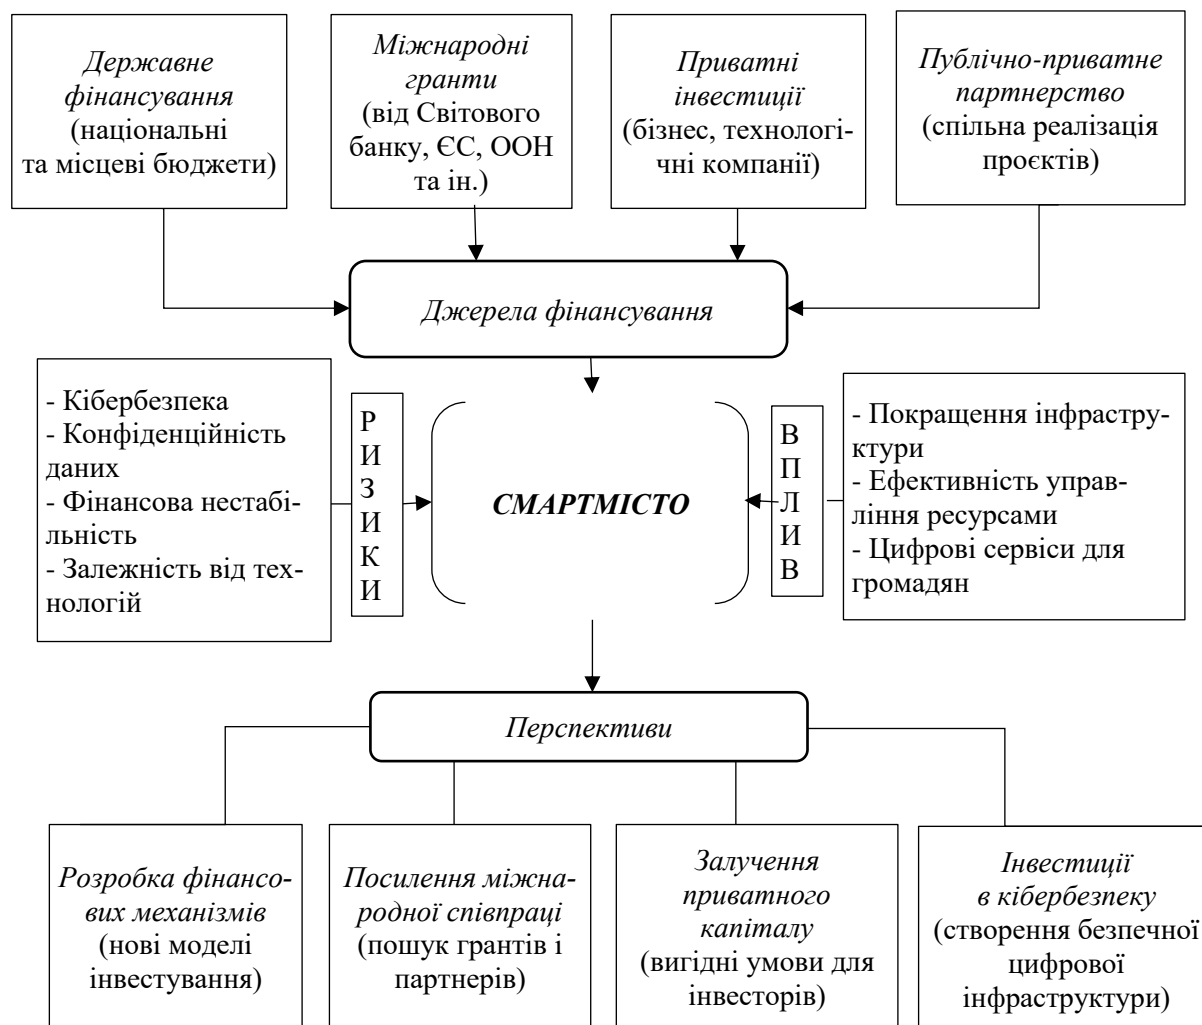 Державне
фінансування
(національні
та місцеві бюджети)
Міжнародні
гранти
(від Світового
банку, ЄС, ООН
та ін.)
Приватні
інвестиції
(бізнес, технологі-
чні компанії)
Публічно-приватне
партнерство
(спільна реалізація
проєктів)
Джерела фінансування
- Кібербезпека
- Конфіденційність
даних
- Фінансова нестабі-
льність
- Залежність від тех-
нологій
Р
И
З
И
К
И
СМАРТМІСТО
В
П
Л
И
В
- Покращення інфрастру-
ктури
- Ефективність управ-
ління ресурсами
- Цифрові сервіси для
громадян
Перспективи
Розробка фінансо-
вих механізмів
(нові моделі
інвестування)
Посилення міжна-
родної співпраці
(пошук грантів і
партнерів)
Залучення
приватного
капіталу
(вигідні умови для
інвесторів)
Інвестиції
в кібербезпеку
(створення безпечної
цифрової
інфраструктури)